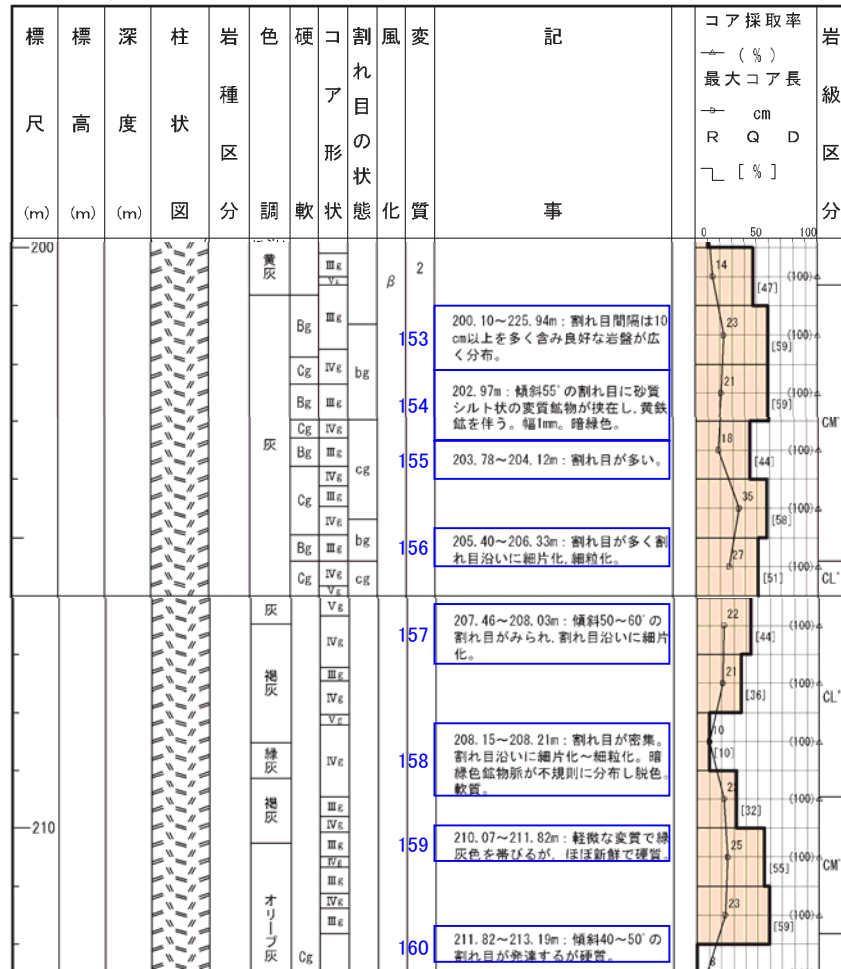 標尺(m)
標高(m)
深度(m)
柱状図
岩種区分
色調
硬軟
コア形状
割れ目の状態
風化
変質
記事
コア採取率
(%)
最大コア長
cm
R Q D
[%]
岩級区分
0 50 100
200
黄灰
Ⅲg
Ⅴg
β
2
14
[47]
(100)
Bg
Ⅲg
153
200.10~225.94m:割れ目間隔は10
cm以上を多く含み良好な岩盤が広
く分布。
23
(100)
[59]
Cg
Ⅳg
bg
Bg
Ⅲg
154
202.97m:傾斜55°の割れ目に砂質
シルト状の変質鉱物が挟在し,黄鉄
鉱を伴う。幅1mm。暗緑色。
21
(100)
[59]
灰
Cg
Ⅳg
Bg
Ⅲg
155
203.78~204.12m:割れ目が多い。
18
(100)
[44]
Ⅳg
cg
Cg
Ⅲg
Ⅳg
35
(100)
[58]
Bg
Ⅲg
bg
156
205.40~206.33m:割れ目が多く割
れ目沿いに細片化,細粒化。
27
(100)
[51]
Cg
Ⅳg
cg
Ⅴg
灰
Ⅴg
157
207.46~208.03m:傾斜50~60°の
割れ目がみられ,割れ目沿いに細片
化。
22
(100)
[44]
褐灰
Ⅳg
Ⅲg
Ⅳg
Ⅴg
21
(100)
[36]
緑灰
Ⅳg
158
208.15~208.21m:割れ目が密集。
割れ目沿いに細片化~細粒化。暗
緑色鉱物脈が不規則に分布し脱色。
軟質。
10
(100)
[10]
褐灰
Ⅲg
Ⅳg
(100)
[32]
210
159
210.07~211.82m:軽微な変質で緑
灰色を帯びるが, ほぼ新鮮で硬質。
Ⅲg
Ⅳg
Ⅲg
25
(100)
[55]
オリーブ灰
Ⅳg
Ⅲg
23
(100)
[59]
Cg
160
211.82~213.19m:傾斜40~50°の
割れ目が発達するが硬質。
8